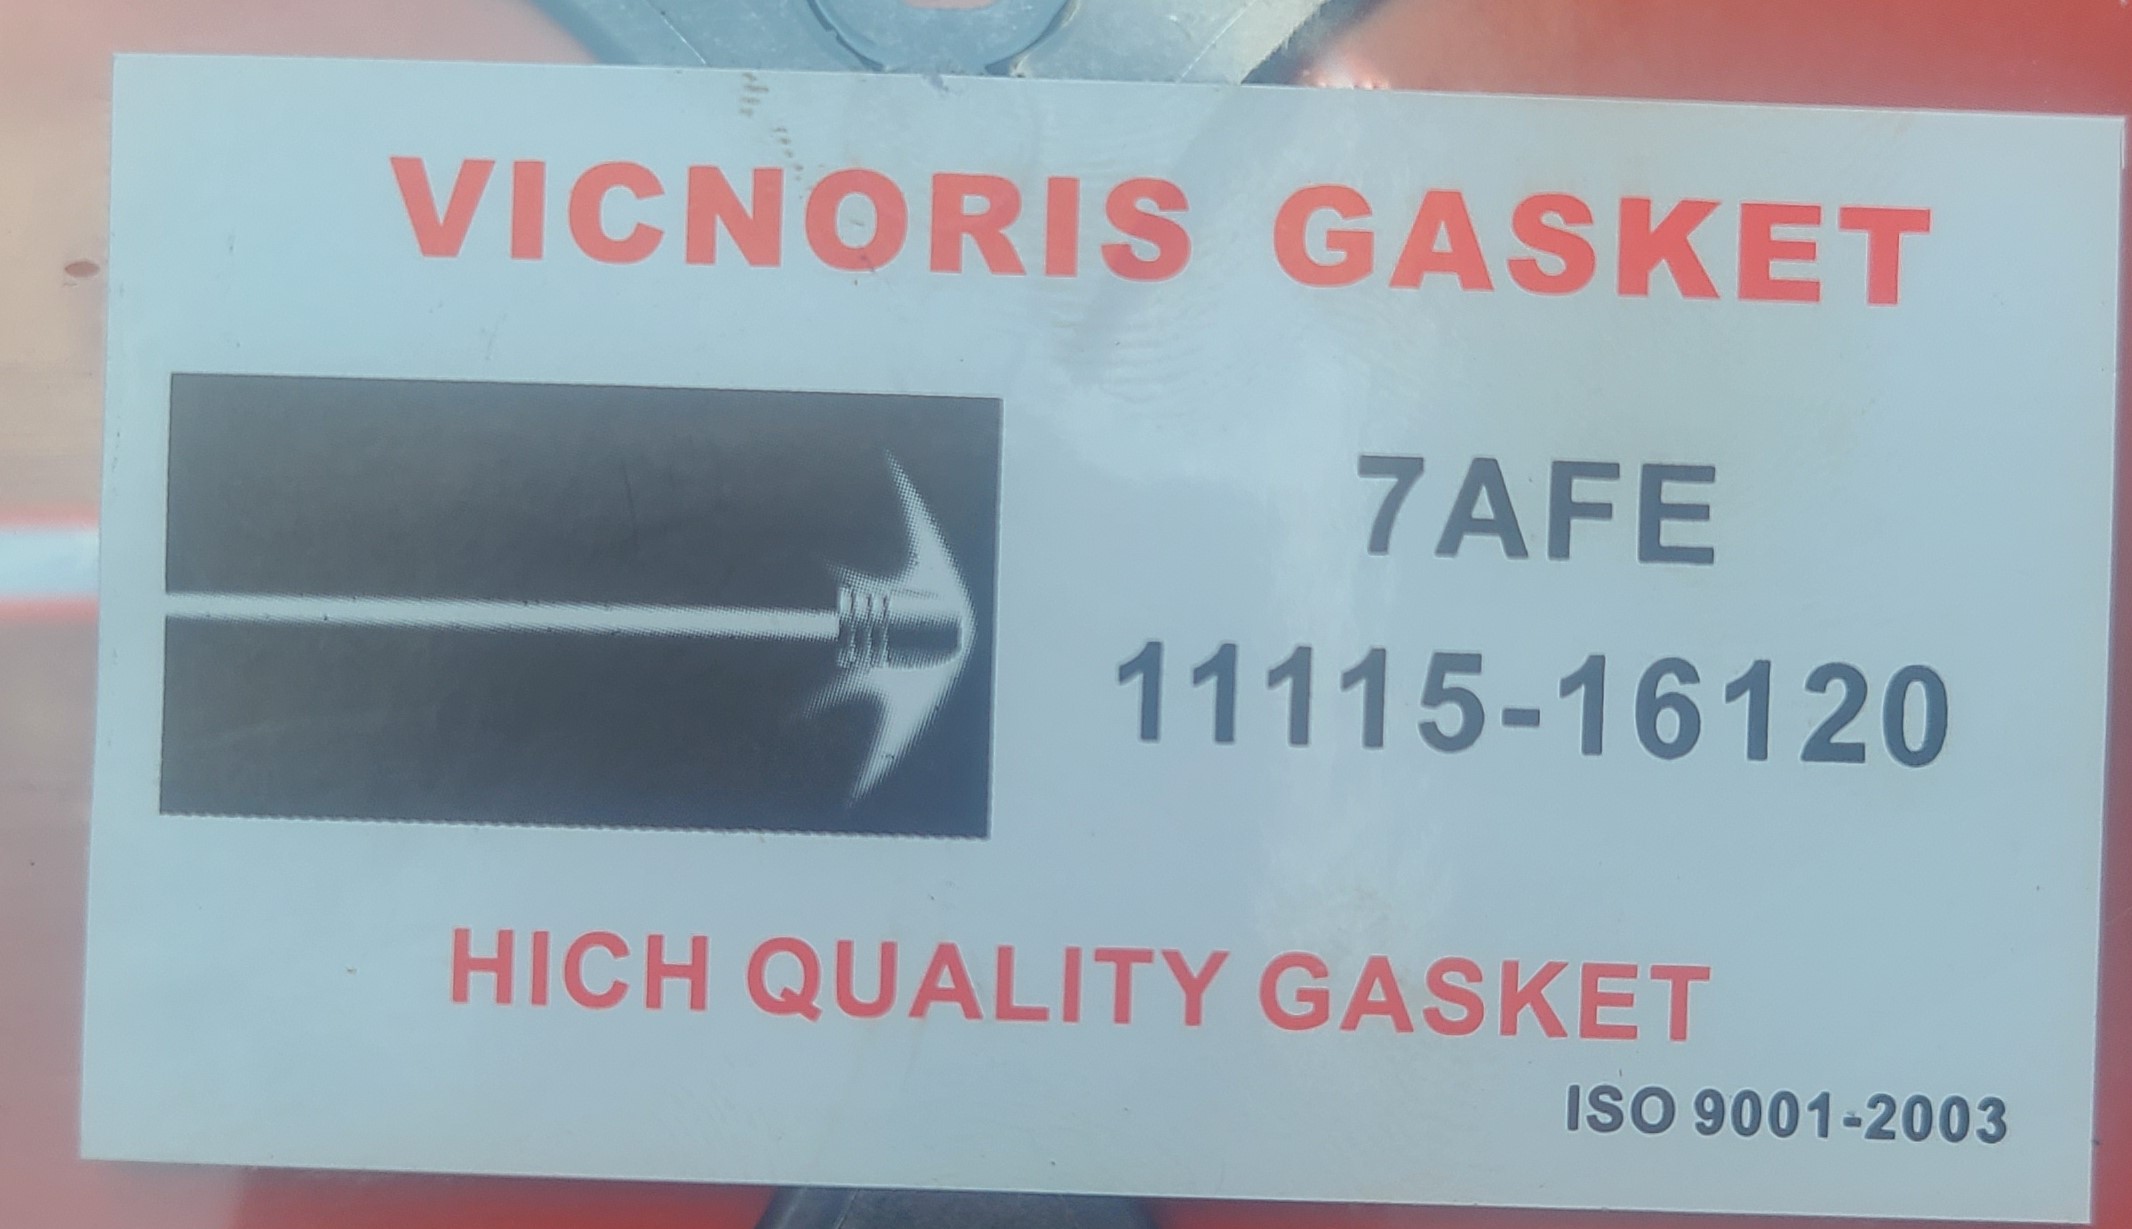 VICNORIS GASKET
7AFE
11115-16120
HICH QUALITY GASKET
ISO 9001-2003